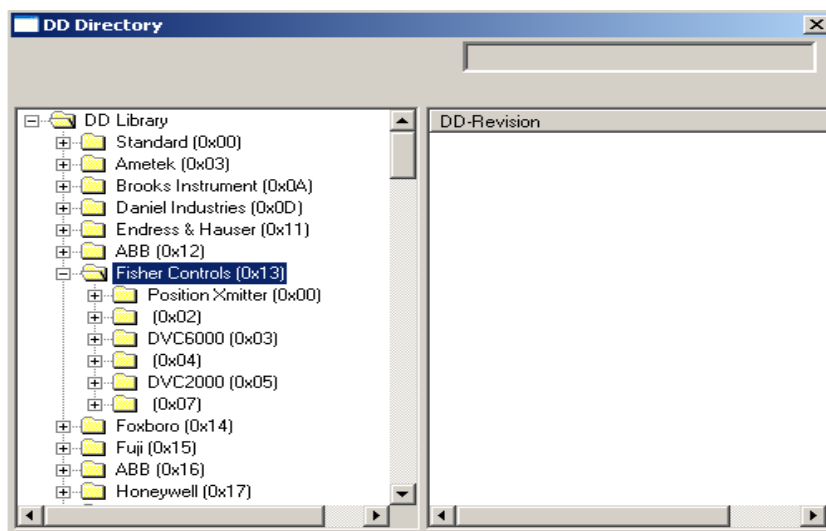 DD Directory
DD Library
Standard (0x00)
Ametek (0x03)
Brooks Instrument (0x0A)
Daniel Industries (0x0D)
Endress & Hauser (0x11)
ABB (0x12)
Fisher Controls (0x13)
Position Xmitter (0x00)
(0x02)
DVC6000 (0x03)
(0x04)
DVC2000 (0x05)
(0x07)
Foxboro (0x14)
Fuji (0x15)
ABB (0x16)
Honeywell (0x17)
DD-Revision